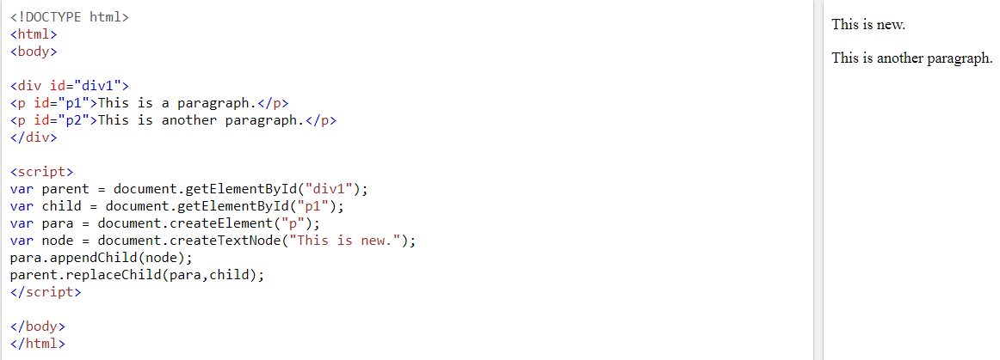 <!DOCTYPE html>
<html>
<body>
<div id="div1">
<p id="p1">This is a paragraph.</p>
<p id="p2">This is another paragraph.</p>
</div>
<script>
var parent = document.getElementById("div1");
var child = document.getElementById("p1");
var para = document.createElement("p");
var node = document.createTextNode("This is new.");
para.appendChild(node);
parent.replaceChild(para,child);
</script>
</body>
</html>
This is new.
This is another paragraph.